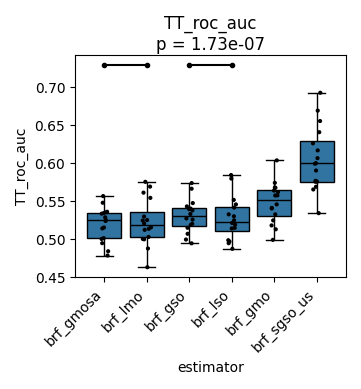 TT_roc_auc
p = 1.73e-07
TT_roc_auc
0.70
0.65
0.60
0.55
0.50
0.45
brf_gmosa
brf_lmo
brf_gso
brf_lso
brf_gmo
brf_sgso_us
estimator